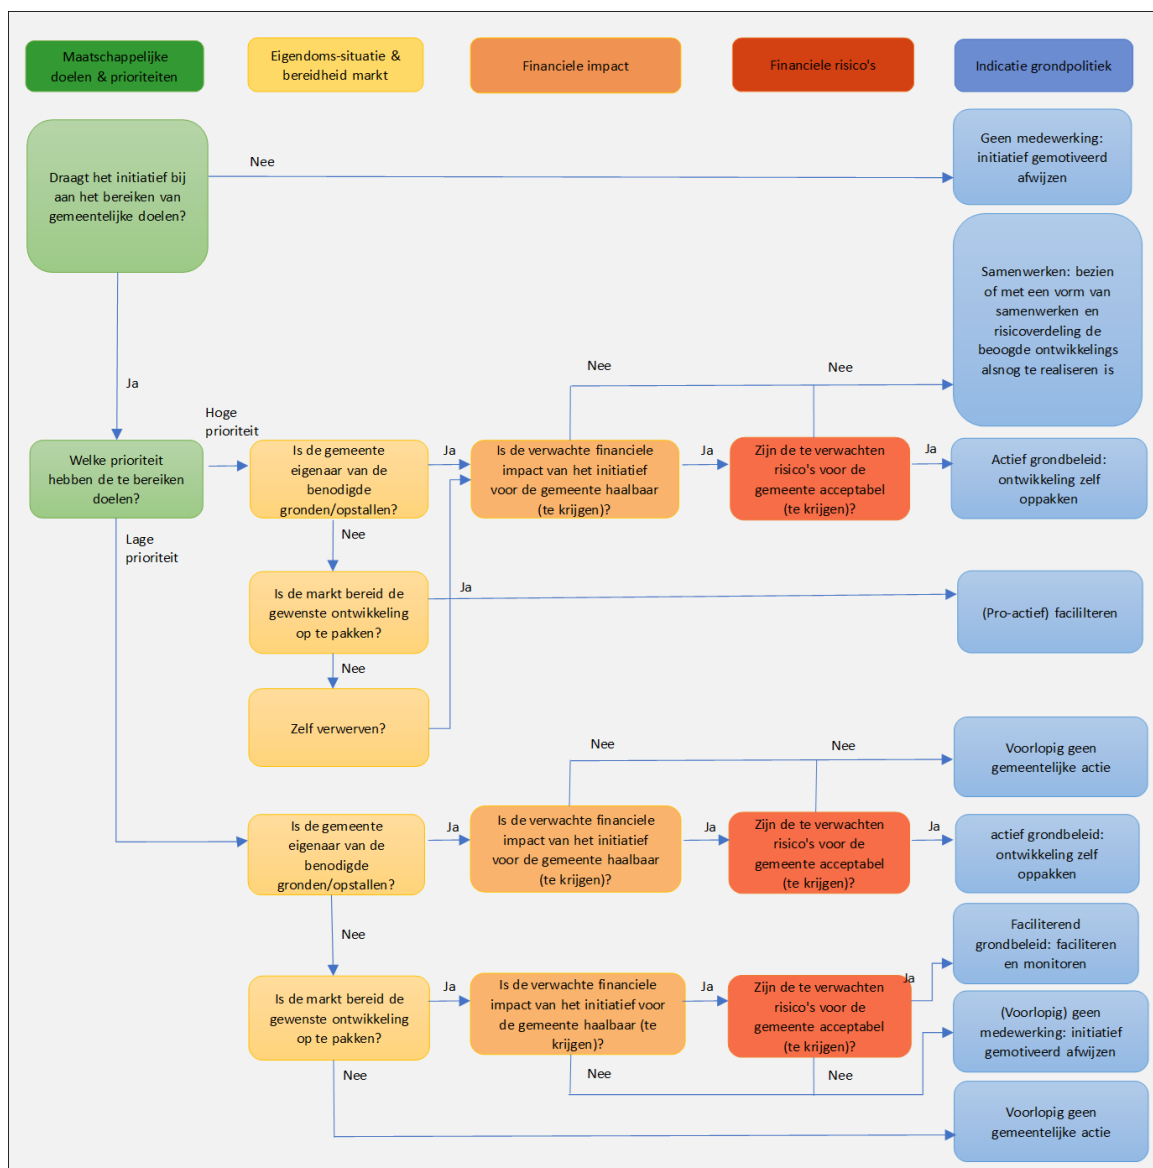 Maatschappelijke
doelen & prioriteiten
Eigendoms-situatie &
bereidheid markt
Financiele impact
Financiele risico's
Indicatie grondpolitiek
Draagt het initiatief bij
aan het bereiken van
gemeentelijke doelen?
Nee
Geen medewerking:
initiatief gemotiveerd
afwijzen
Ja
Samenwerken: bezien
of met een vorm van
samenwerken en
risicoverdeling de
beoogde ontwikkelings
alsnog te realiseren is
Nee
Nee
Welke prioriteit
hebben de te bereiken
doelen?
Hoge
prioriteit
Is de gemeente
eigenaar van de
benodigde
gronden/opstallen?
Ja
Is de verwachte financiele
impact van het initiatief
voor de gemeente haalbaar
(te krijgen)?
Ja
Zijn de te verwachten
risico's voor de
gemeente acceptabel
(te krijgen)?
Ja
Actief grondbeleid:
ontwikkeling zelf
oppakken
Lage
prioriteit
Nee
Is de markt bereid de
gewenste ontwikkeling
op te pakken?
Ja
(Pro-actief) facililteren
Nee
Zelf verwerven?
Nee
Nee
Voorlopig geen
gemeentelijke actie
Is de gemeente
eigenaar van de
benodigde
gronden/opstallen?
Ja
Is de verwachte financiele
impact van het initiatief
voor de gemeente haalbaar
(te krijgen)?
Ja
Zijn de te verwachten
risico's voor de
gemeente acceptabel
(te krijgen)?
Ja
actief grondbeleid:
ontwikkeling zelf
oppakken
Nee
Is de markt bereid de
gewenste ontwikkeling
op te pakken?
Ja
Is de verwachte financiele
impact van het initiatief voor
de gemeente haalbaar (te
krijgen)?
Ja
Zijn de te verwachten
risico's voor de
gemeente acceptabel
(te krijgen)?
Ja
Faciliterend
grondbeleid: faciliteren
en monitoren
(Voorlopig) geen
medewerking: initiatief
gemotiveerd afwijzen
Nee
Nee
Nee
Voorlopig geen
gemeentelijke actie